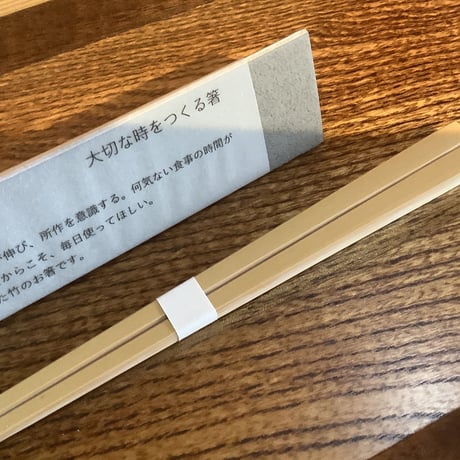 大切な時をつくる箸
伸び、所作を意識する。何気ない食事の時間が
からこそ、毎日使ってほしい。
た竹のお箸です。